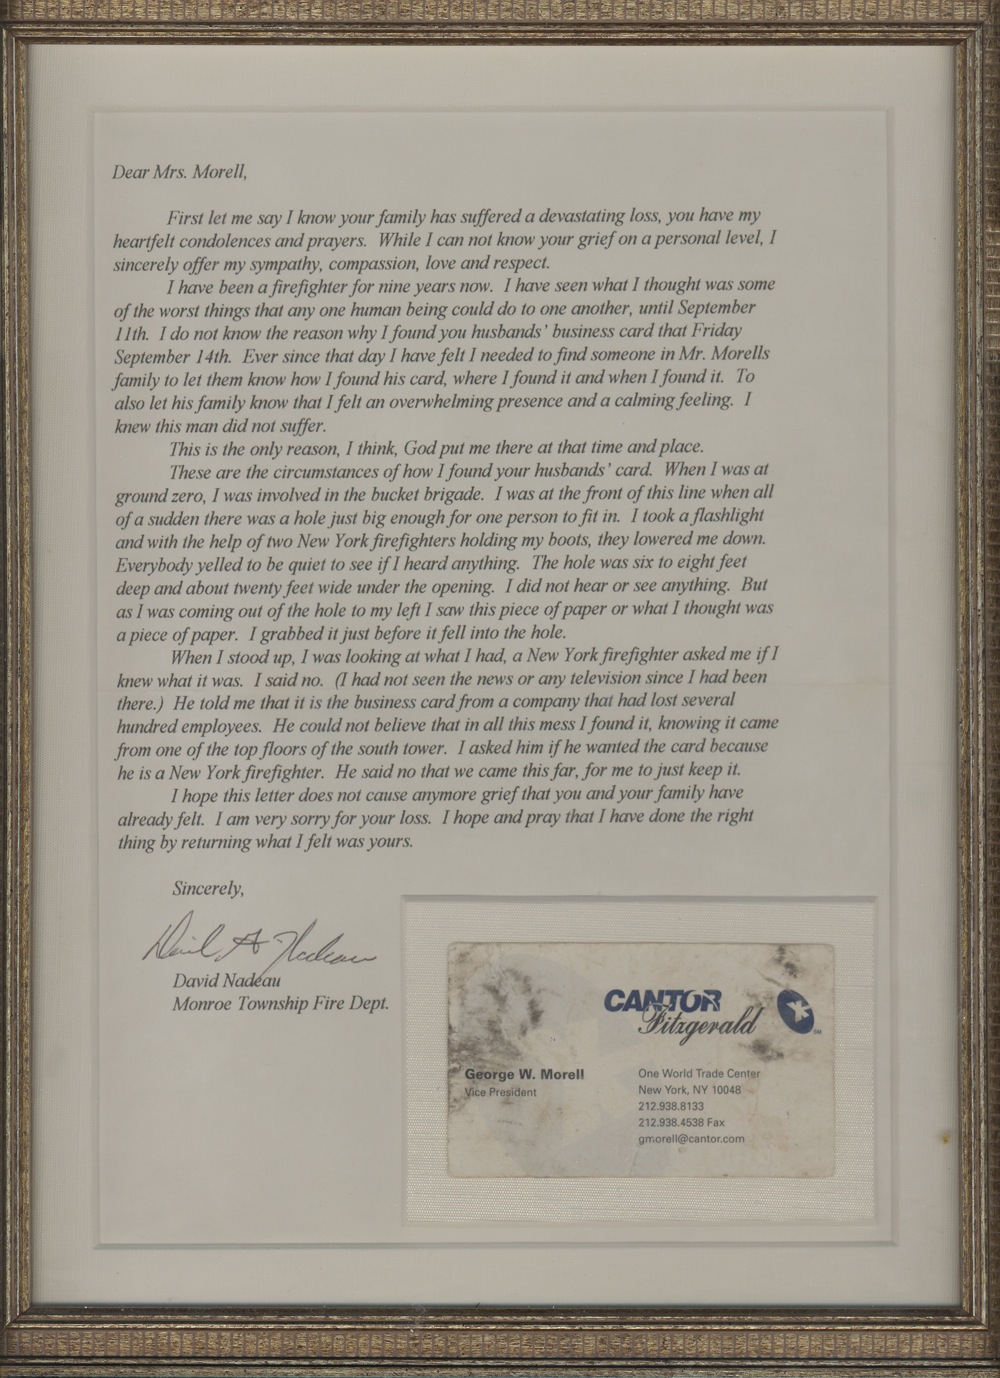 Dear Mrs. Morell,
First let me say I know your family has suffered a devastating loss, you have my
heartfelt condolences and prayers. While I can not know your grief on a personal level, I
sincerely offer my sympathy, compassion, love and respect.
I have been a firefighter for nine years now. I have seen what I thought was some
of the worst things that any one human being could do to one another, until September
11th. I do not know the reason why I found you husbands' business card that Friday
September 14th. Ever since that day I have felt I needed to find someone in Mr. Morells
family to let them know how I found his card, where I found it and when I found it. To
also let his family know that I felt an overwhelming presence and a calming feeling. I
knew this man did not suffer.
This is the only reason, I think, God put me there at that time and place.
These are the circumstances of how I found your husbands' card. When I was at
ground zero, I was involved in the bucket brigade. I was at the front of this line when all
of a sudden there was a hole just big enough for one person to fit in. I took a flashlight
and with the help of two New York firefighters holding my boots, they lowered me down.
Everybody yelled to be quiet to see if I heard anything. The hole was six to eight feet
deep and about twenty feet wide under the opening. I did not hear or see anything. But
as I was coming out of the hole to my left I saw this piece of paper or what I thought was
a piece of paper. I grabbed it just before it fell into the hole.
When I stood up, I was looking at what I had, a New York firefighter asked me if I
knew what it was. I said no. (I had not seen the news or any television since I had been
there.) He told me that it is the business card from a company that had lost several
hundred employees. He could not believe that in all this mess I found it, knowing it came
from one of the top floors of the south tower. I asked him if he wanted the card because
he is a New York firefighter. He said no that we came this far, for me to just keep it.
I hope this letter does not cause anymore grief that you and your family have
already felt. I am very sorry for your loss. I hope and pray that I have done the right
thing by returning what I felt was yours.
Sincerely,
David A Nadeau
David Nadeau
Monroe Township Fire Dept.
CANTOR
Fitzgerald
SM
George W. Morell
Vice President
One World Trade Center
New York, NY 10048
212.938.8133
212.938.4538 Fax
gmorell@cantor.com